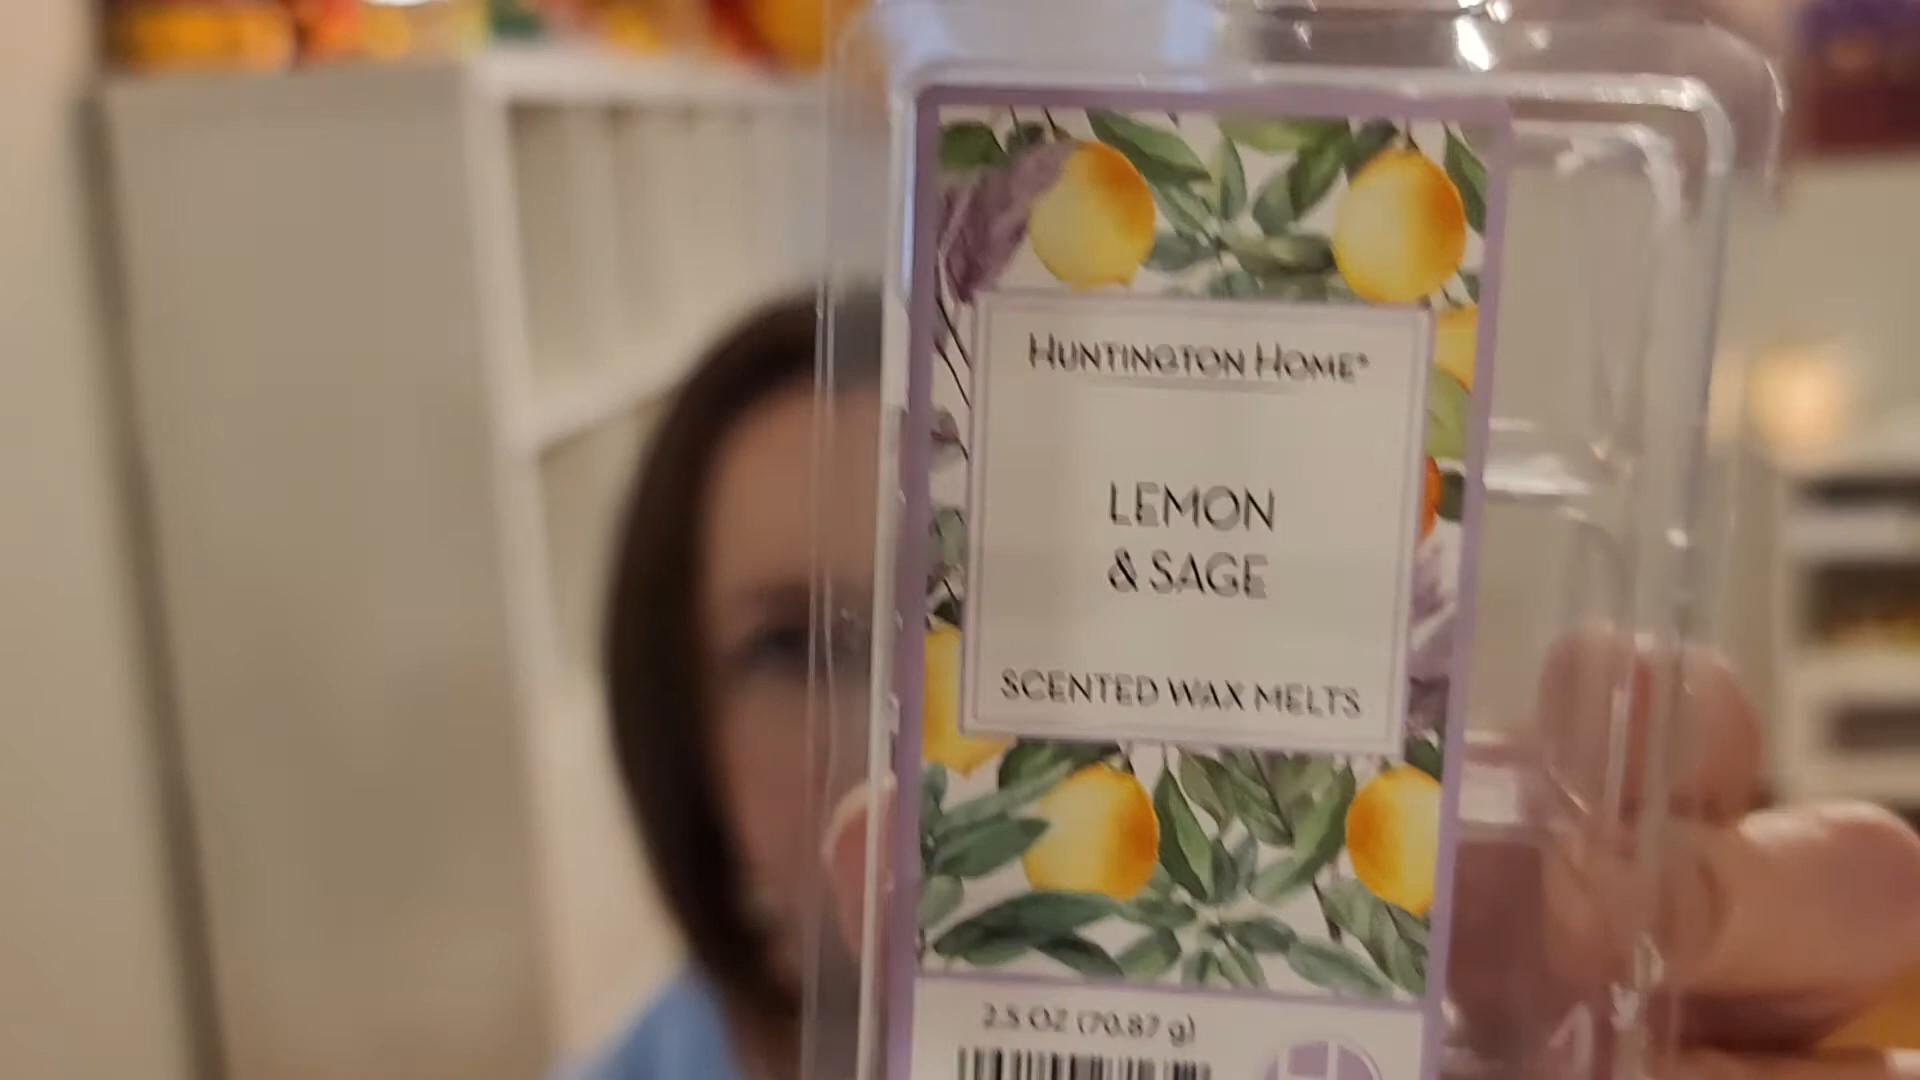 HUNTINGTON HOME®
LEMON
& SAGE
SCENTED WAX MELTS
2.5 OZ (70.87 g)